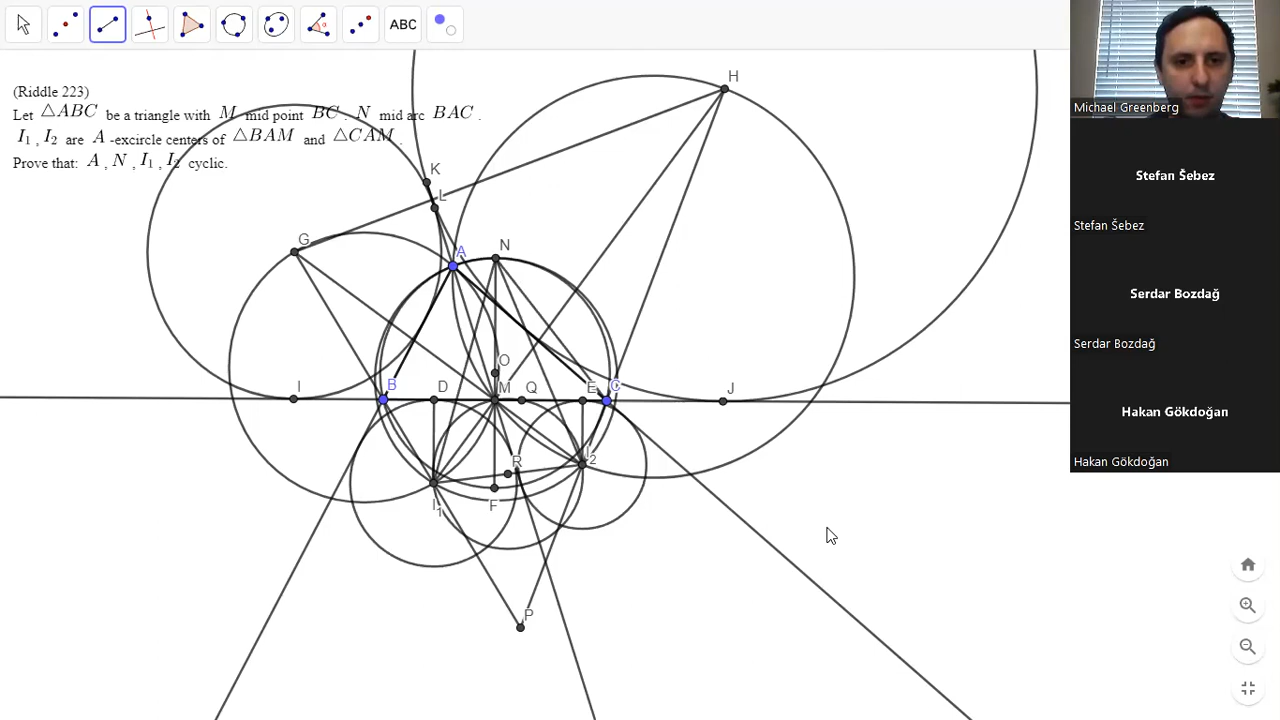 ABC
(Riddle 223)
Let △ABC be a triangle with M mid point BC . N mid arc BAC .
I₁ , I₂ are A -excircle centers of △BAM and △CAM .
Prove that: A , N , I₁ , I₂ cyclic.
H
K
L
G
A
N
O
I
B
D
M
Q
E
C
J
R
I₂
I₁
F
P
Michael Greenberg
Stefan Šebez
Stefan Šebez
Serdar Bozdağ
Serdar Bozdağ
Hakan Gökdoğan
Hakan Gökdoğan